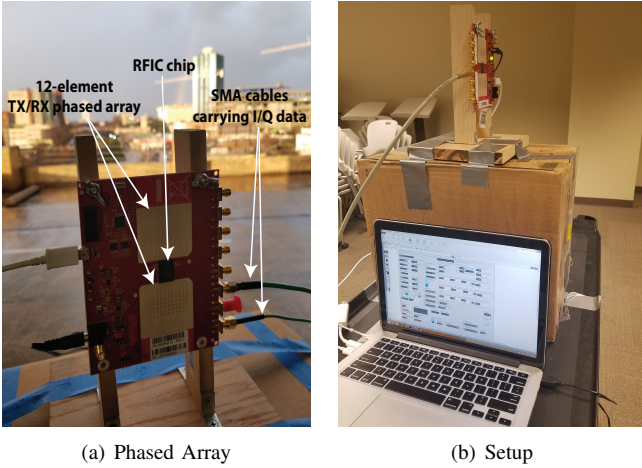 RFIC chip
12-element
TX/RX phased array
SMA cables
carrying I/Q data
(a) Phased Array
(b) Setup